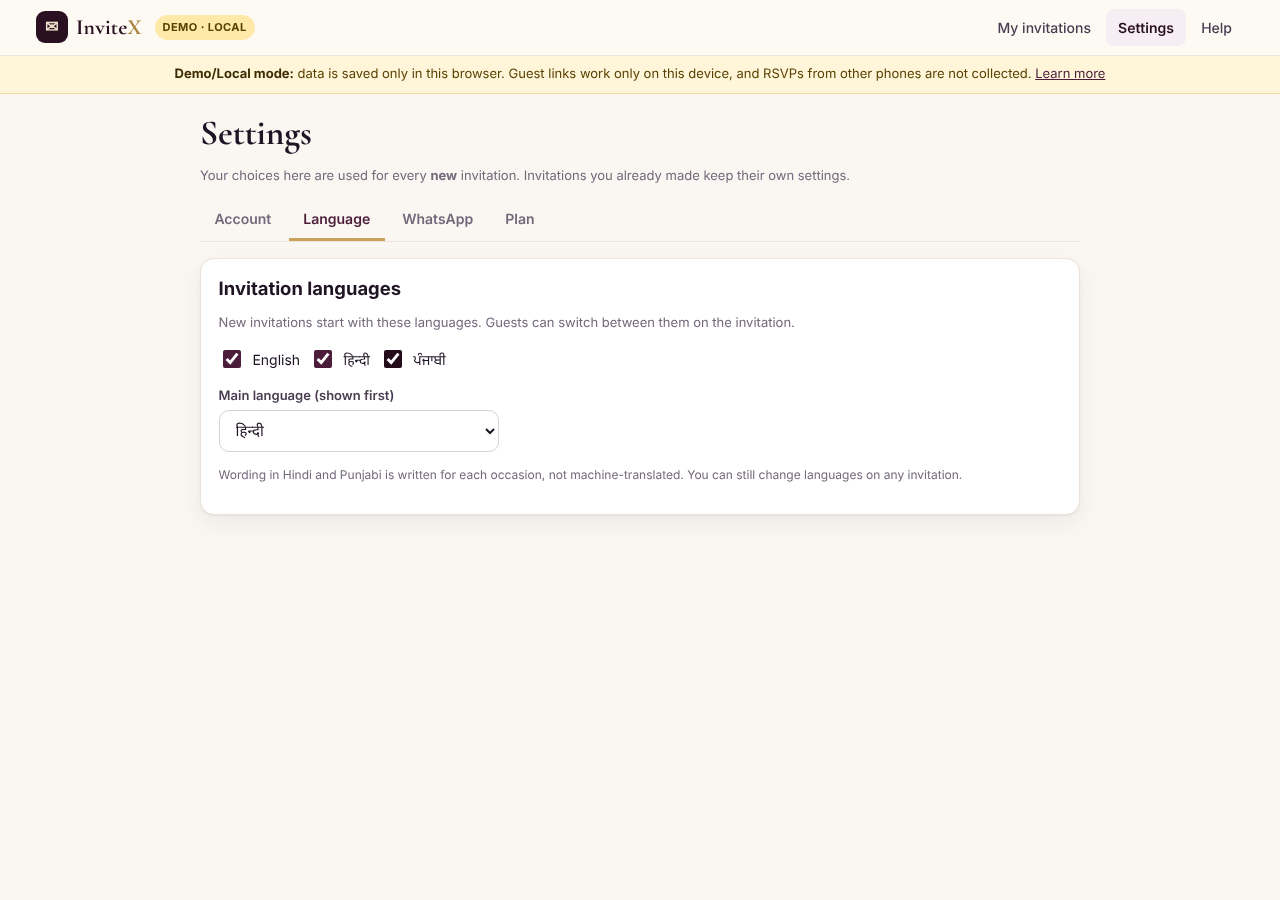 InviteX
DEMO · LOCAL
My invitations
Settings
Help
Demo/Local mode: data is saved only in this browser. Guest links work only on this device, and RSVPs from other phones are not collected. Learn more
Settings
Your choices here are used for every new invitation. Invitations you already made keep their own settings.
Account
Language
WhatsApp
Plan
Invitation languages
New invitations start with these languages. Guests can switch between them on the invitation.
English
हिन्दी
ਪੰਜਾਬੀ
Main language (shown first)
हिन्दी
Wording in Hindi and Punjabi is written for each occasion, not machine-translated. You can still change languages on any invitation.